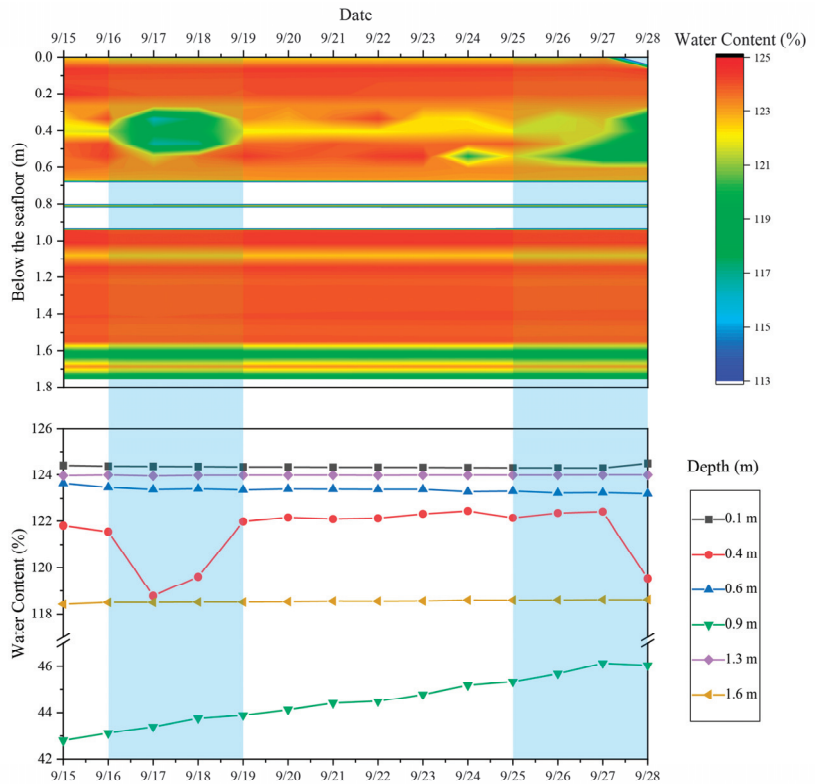 Date
9/15 9/16 9/17 9/18 9/19 9/20 9/21 9/22 9/23 9/24 9/25 9/26 9/27 9/28
Water Content (%)
Below the seafloor (m)
0.0
0.2
0.4
0.6
0.8
1.0
1.2
1.4
1.6
1.8
125
123
121
119
117
115
113
Water Content (%)
126
124
122
120
118
46
44
42
9/15 9/16 9/17 9/18 9/19 9/20 9/21 9/22 9/23 9/24 9/25 9/26 9/27 9/28
Depth (m)
0.1 m
0.4 m
0.6 m
0.9 m
1.3 m
1.6 m